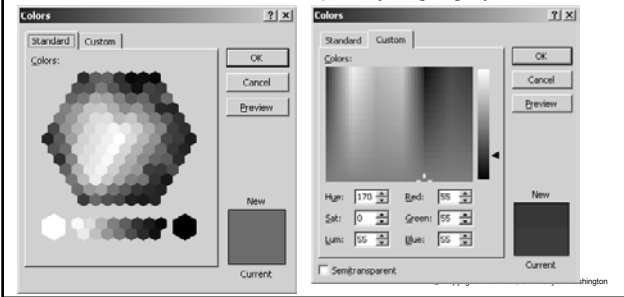 Colors
Standard Custom
Colors:
OK
Cancel
Preview
New
Current
Colors
Standard Custom
Colors:
OK
Cancel
Preview
Hue: 170 Red: 55
Sat: 0 Green: 55
Lum: 55 Blue: 55
Semitransparent
New
Current